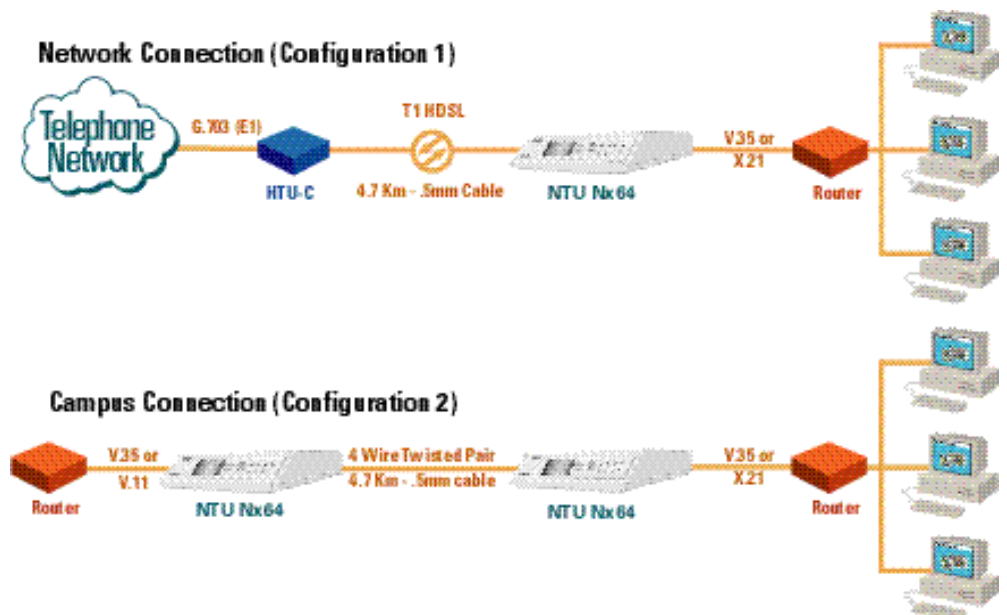 Network Connection (Configuration 1)
Telephone
Network
G.703 (E1)
HTU-C
T1 HDSL
4.7 Km - .5mm Cable
NTU Nx64
V.35 or
X.21
Router
Campus Connection (Configuration 2)
Router
V.35 or
V.11
NTU Nx64
4 Wire Twisted Pair
4.7 Km - .5mm cable
NTU Nx64
V.35 or
X.21
Router